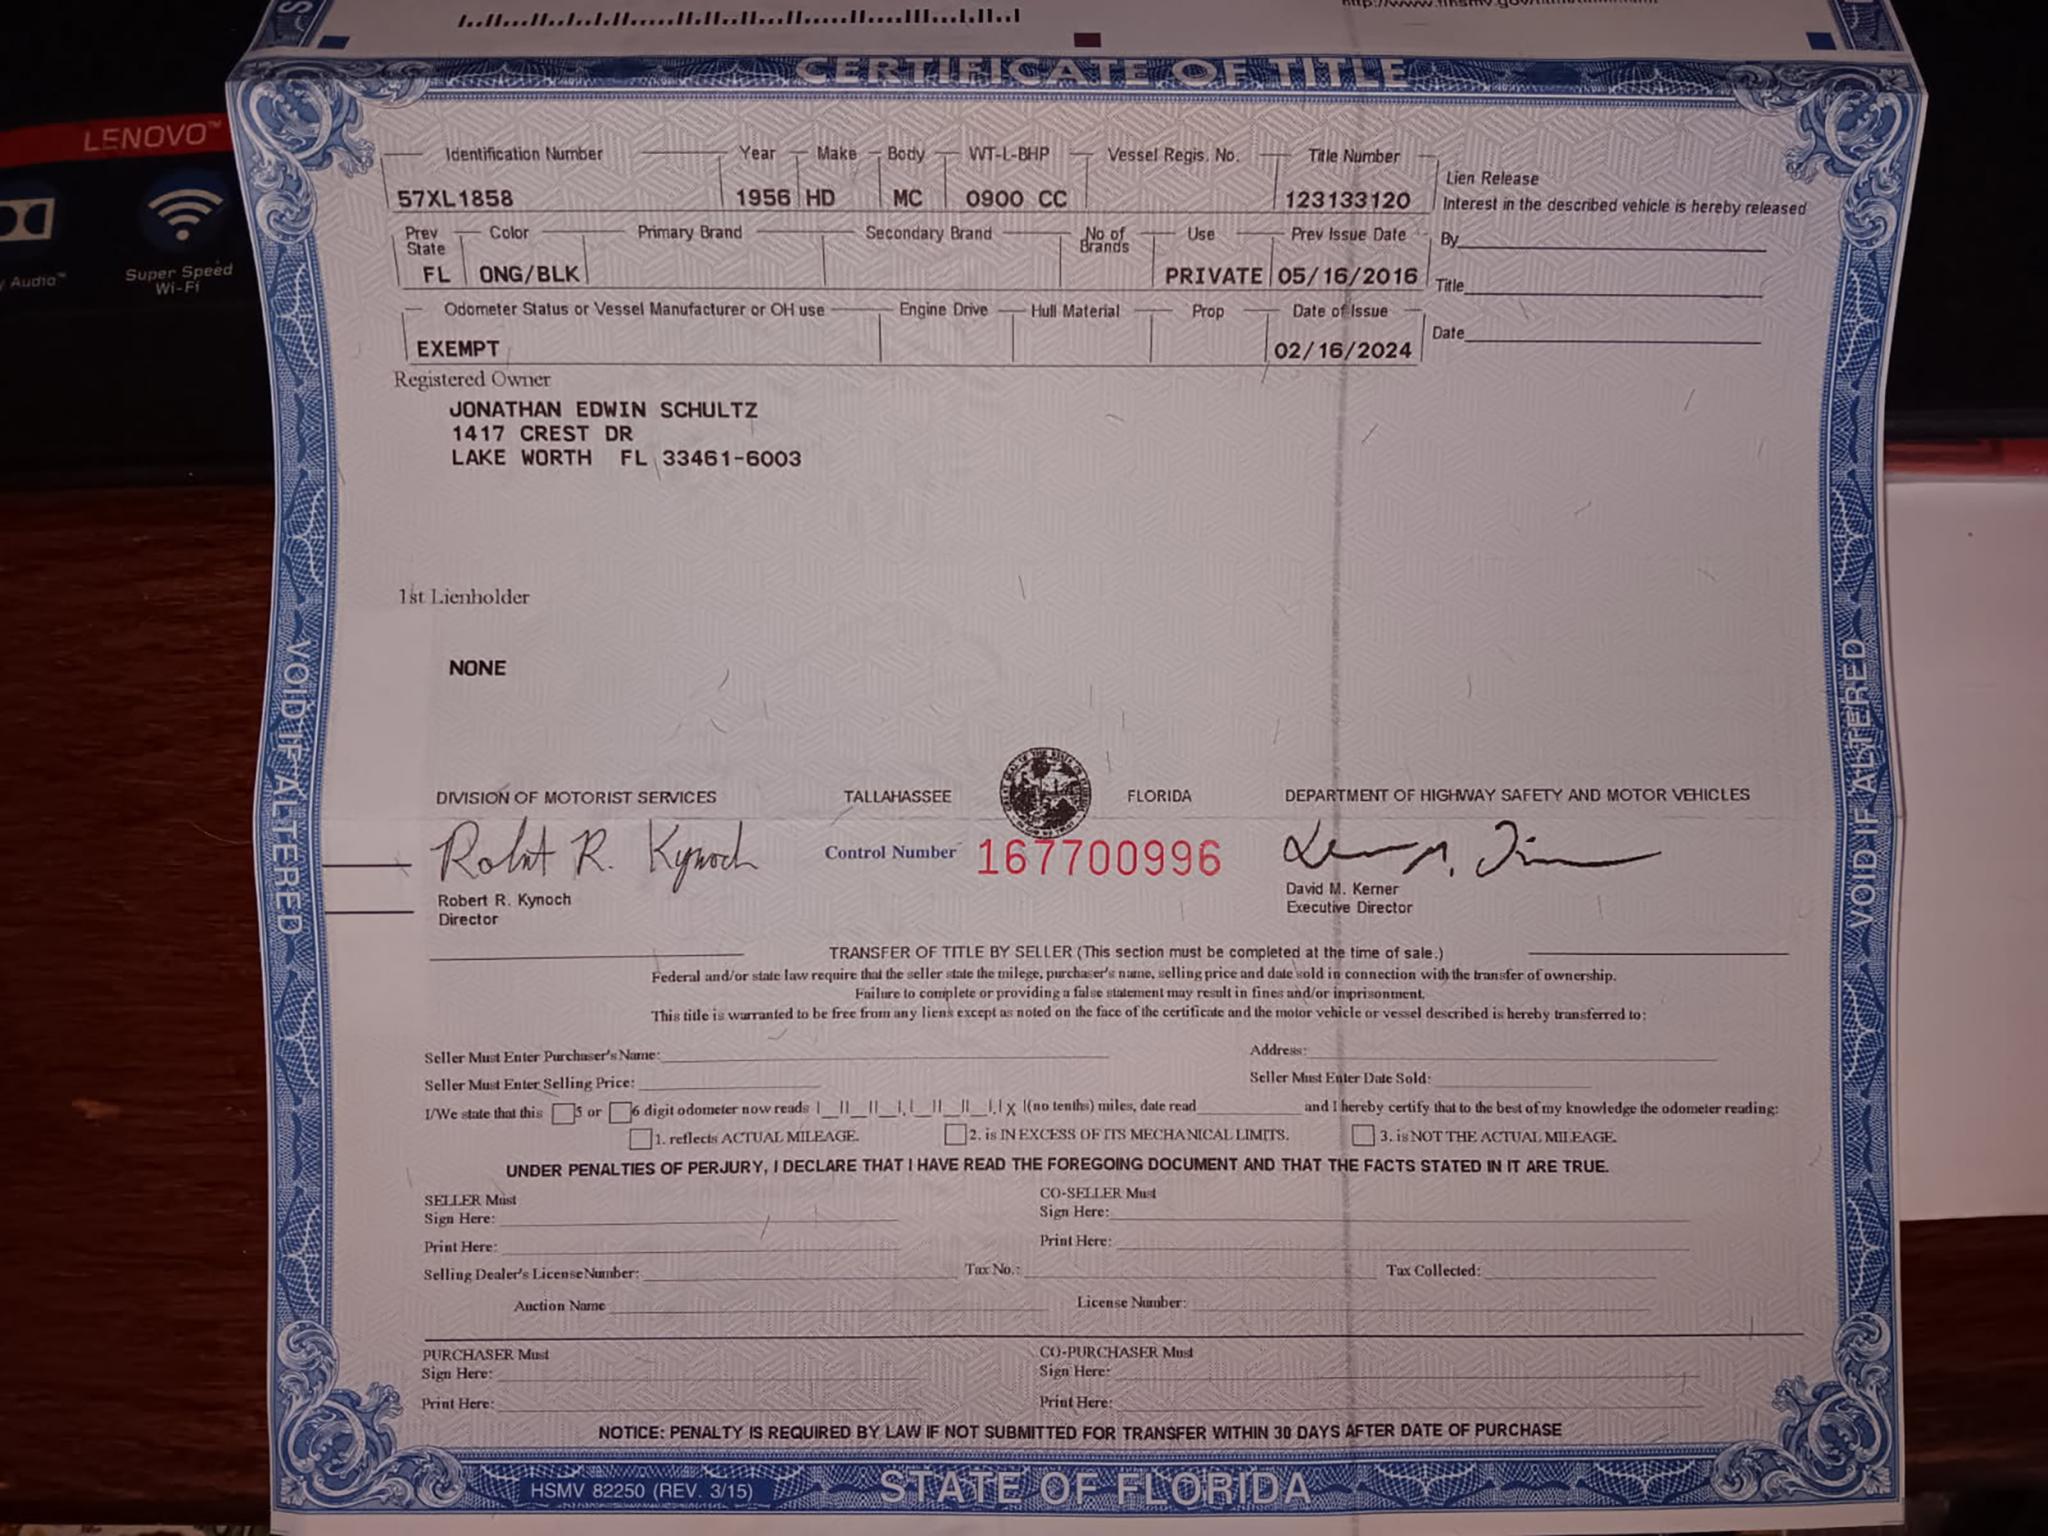 CERTIFICATE OF TITLE
LENOVO™
Super Speed
Wi-Fi
Audio™
Identification Number Year Make Body WT-L-BHP Vessel Regis. No. Title Number
57XL1858 1956 HD MC 0900 CC 123133120
Lien Release
Interest in the described vehicle is hereby released
Prev State Color Primary Brand Secondary Brand No of Brands Use Prev Issue Date
FL ONG/BLK PRIVATE 05/16/2016
By
Title
Odometer Status or Vessel Manufacturer or OH use Engine Drive Hull Material Prop Date of Issue
EXEMPT 02/16/2024
Date
Registered Owner
JONATHAN EDWIN SCHULTZ
1417 CREST DR
LAKE WORTH FL 33461-6003
1st Lienholder
NONE
DIVISION OF MOTORIST SERVICES TALLAHASSEE FLORIDA DEPARTMENT OF HIGHWAY SAFETY AND MOTOR VEHICLES
Robert R. Kynoch
Control Number 167700996
Robert R. Kynoch
Director
David M. Kerner
Executive Director
TRANSFER OF TITLE BY SELLER (This section must be completed at the time of sale.)
Federal and/or state law require that the seller state the milege, purchaser's name, selling price and date sold in connection with the transfer of ownership.
Failure to complete or providing a false statement may result in fines and/or imprisonment.
This title is warranted to be free from any liens except as noted on the face of the certificate and the motor vehicle or vessel described is hereby transferred to:
Seller Must Enter Purchaser's Name: Address:
Seller Must Enter Selling Price: Seller Must Enter Date Sold:
I/We state that this 5 or 6 digit odometer now reads x (no tenths) miles, date read and I hereby certify that to the best of my knowledge the odometer reading:
1. reflects ACTUAL MILEAGE. 2. is IN EXCESS OF ITS MECHANICAL LIMITS. 3. is NOT THE ACTUAL MILEAGE.
UNDER PENALTIES OF PERJURY, I DECLARE THAT I HAVE READ THE FOREGOING DOCUMENT AND THAT THE FACTS STATED IN IT ARE TRUE.
SELLER Must CO-SELLER Must
Sign Here: Sign Here:
Print Here: Print Here:
Selling Dealer's License Number: Tax No.: Tax Collected:
Auction Name License Number:
PURCHASER Must CO-PURCHASER Must
Sign Here: Sign Here:
Print Here: Print Here:
NOTICE: PENALTY IS REQUIRED BY LAW IF NOT SUBMITTED FOR TRANSFER WITHIN 30 DAYS AFTER DATE OF PURCHASE
HSMV 82250 (REV. 3/15) STATE OF FLORIDA
VOID IF ALTERED
VOID IF ALTERED